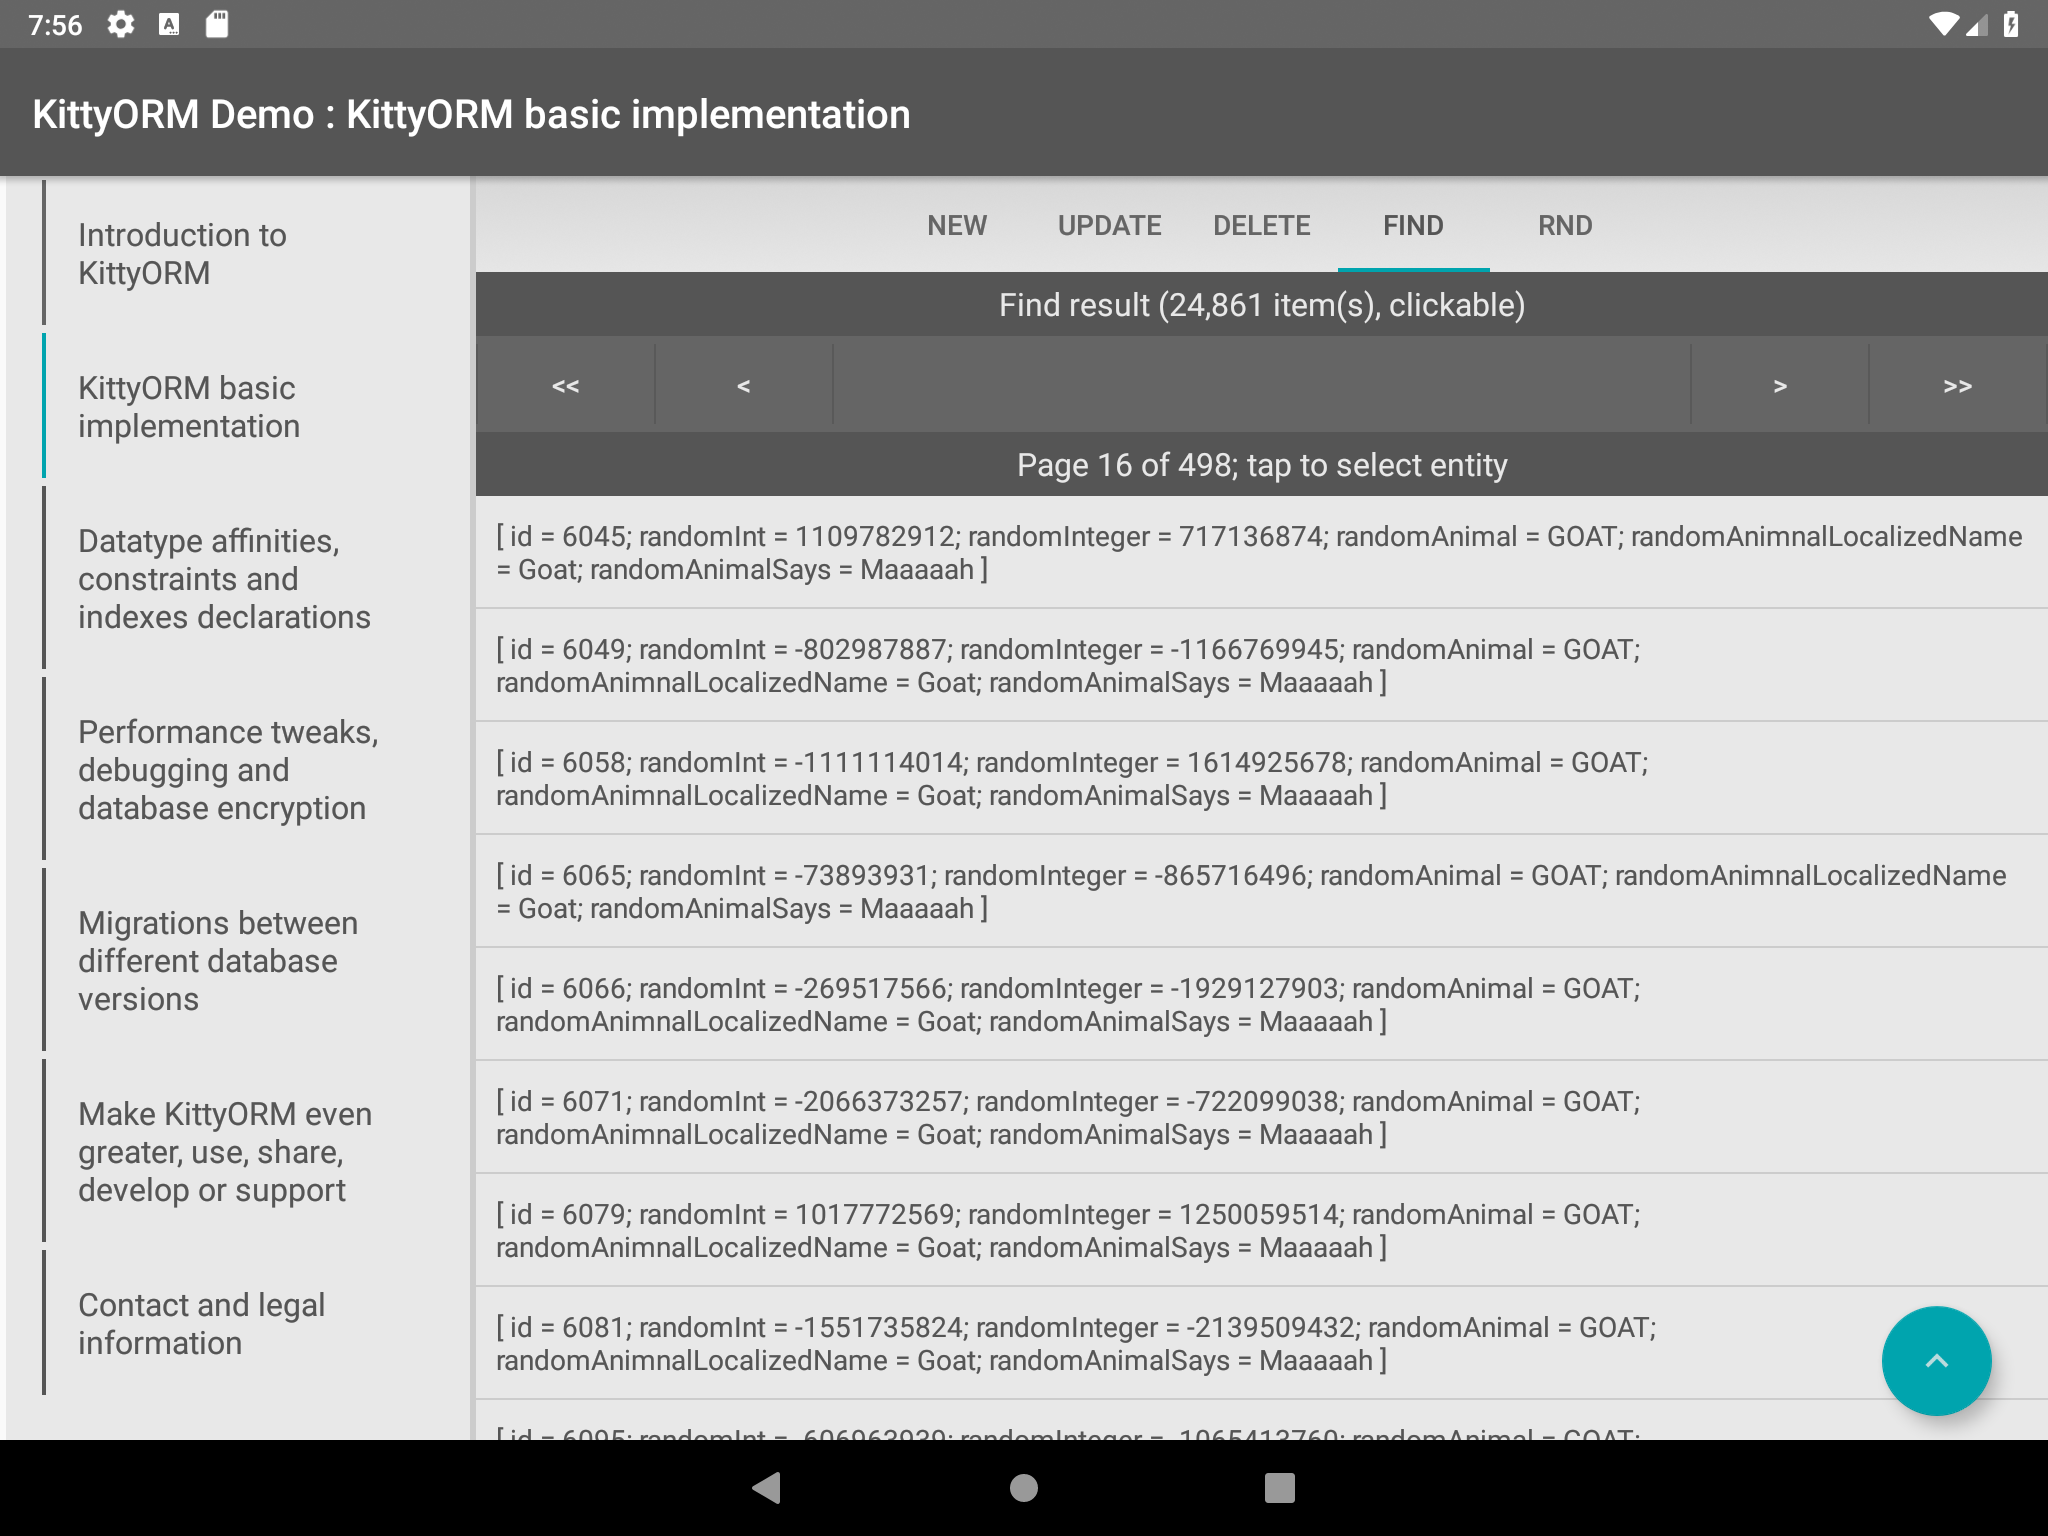 7:56
KittyORM Demo : KittyORM basic implementation
Introduction to
KittyORM
KittyORM basic
implementation
Datatype affinities,
constraints and
indexes declarations
Performance tweaks,
debugging and
database encryption
Migrations between
different database
versions
Make KittyORM even
greater, use, share,
develop or support
Contact and legal
information
NEW UPDATE DELETE FIND RND
Find result (24,861 item(s), clickable)
<< < > >>
Page 16 of 498; tap to select entity
[ id = 6045; randomInt = 1109782912; randomInteger = 717136874; randomAnimal = GOAT; randomAnimnalLocalizedName
= Goat; randomAnimalSays = Maaaaah ]
[ id = 6049; randomInt = -802987887; randomInteger = -1166769945; randomAnimal = GOAT;
randomAnimnalLocalizedName = Goat; randomAnimalSays = Maaaaah ]
[ id = 6058; randomInt = -1111114014; randomInteger = 1614925678; randomAnimal = GOAT;
randomAnimnalLocalizedName = Goat; randomAnimalSays = Maaaaah ]
[ id = 6065; randomInt = -73893931; randomInteger = -865716496; randomAnimal = GOAT; randomAnimnalLocalizedName
= Goat; randomAnimalSays = Maaaaah ]
[ id = 6066; randomInt = -269517566; randomInteger = -1929127903; randomAnimal = GOAT;
randomAnimnalLocalizedName = Goat; randomAnimalSays = Maaaaah ]
[ id = 6071; randomInt = -2066373257; randomInteger = -722099038; randomAnimal = GOAT;
randomAnimnalLocalizedName = Goat; randomAnimalSays = Maaaaah ]
[ id = 6079; randomInt = 1017772569; randomInteger = 1250059514; randomAnimal = GOAT;
randomAnimnalLocalizedName = Goat; randomAnimalSays = Maaaaah ]
[ id = 6081; randomInt = -1551735824; randomInteger = -2139509432; randomAnimal = GOAT;
randomAnimnalLocalizedName = Goat; randomAnimalSays = Maaaaah ]
[ id = 6095; randomInt = -606963939; randomInteger = -1065413760; randomAnimal = GOAT;